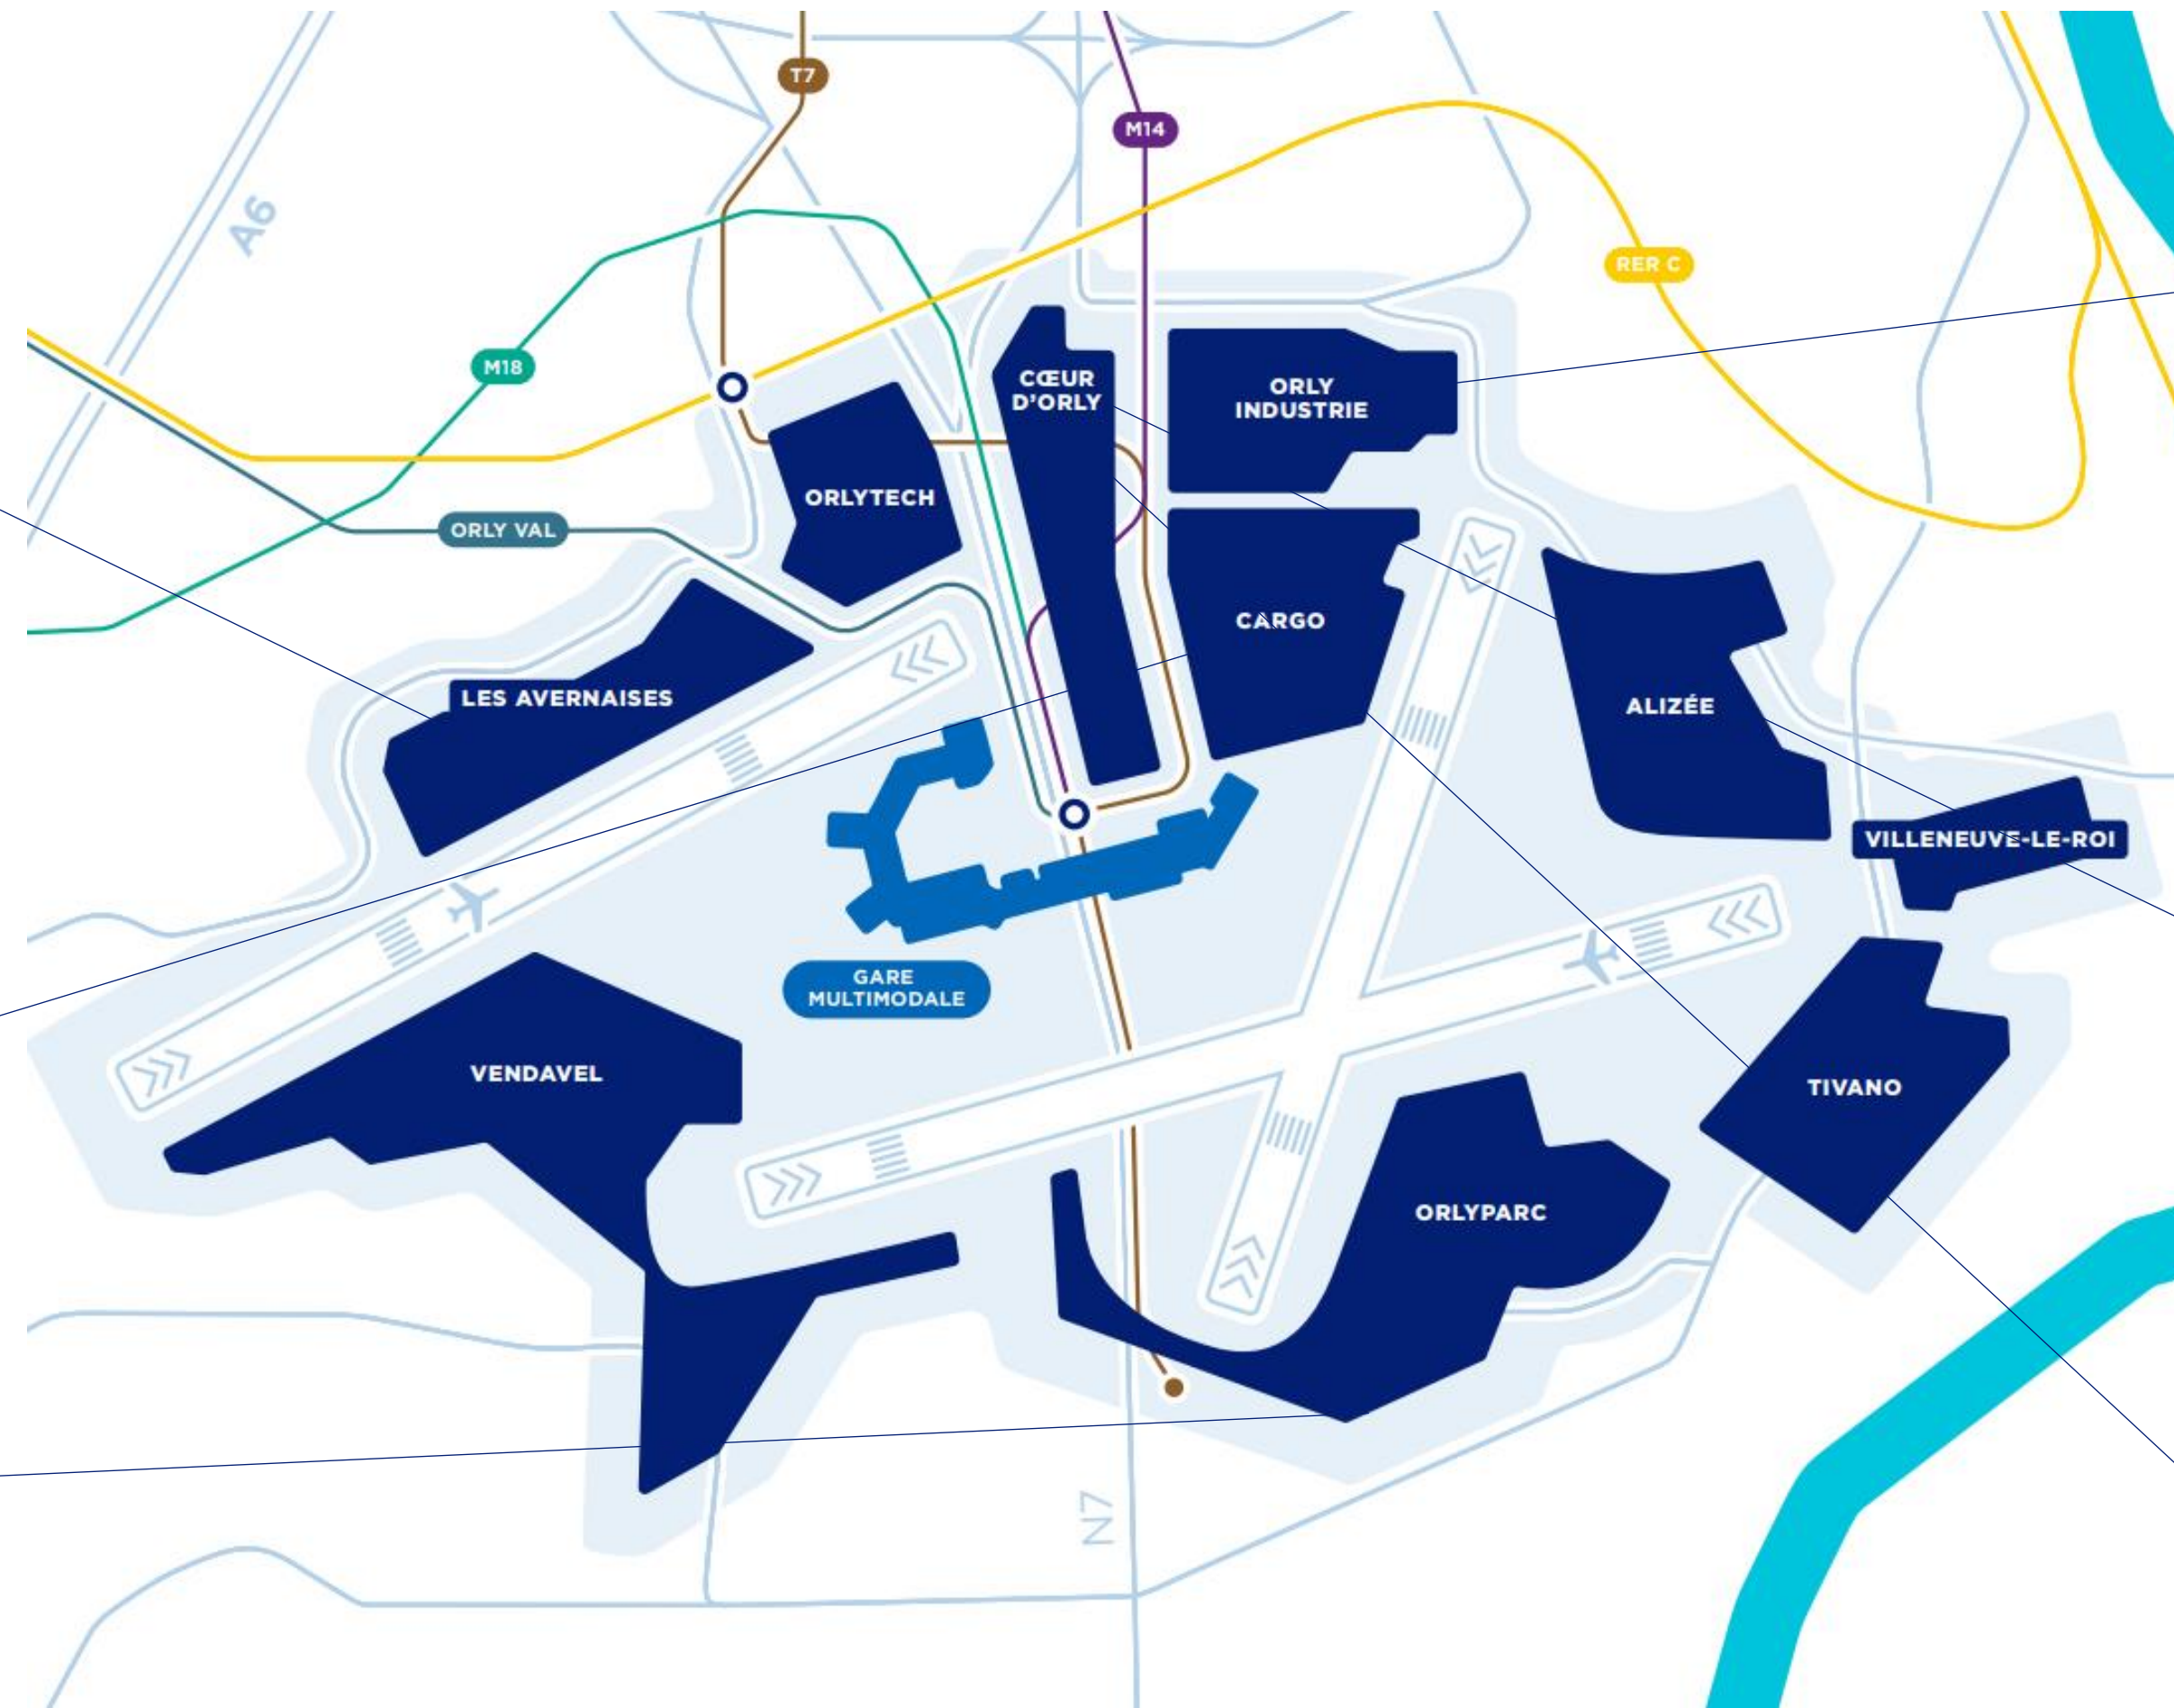 T7
M14
A6
RER C
M18
CŒUR
D'ORLY
ORLY
INDUSTRIE
ORLYTECH
ORLY VAL
CARGO
LES AVERNAISES
ALIZÉE
VILLENEUVE-LE-ROI
GARE
MULTIMODALE
VENDAVEL
TIVANO
ORLYPARC
N7